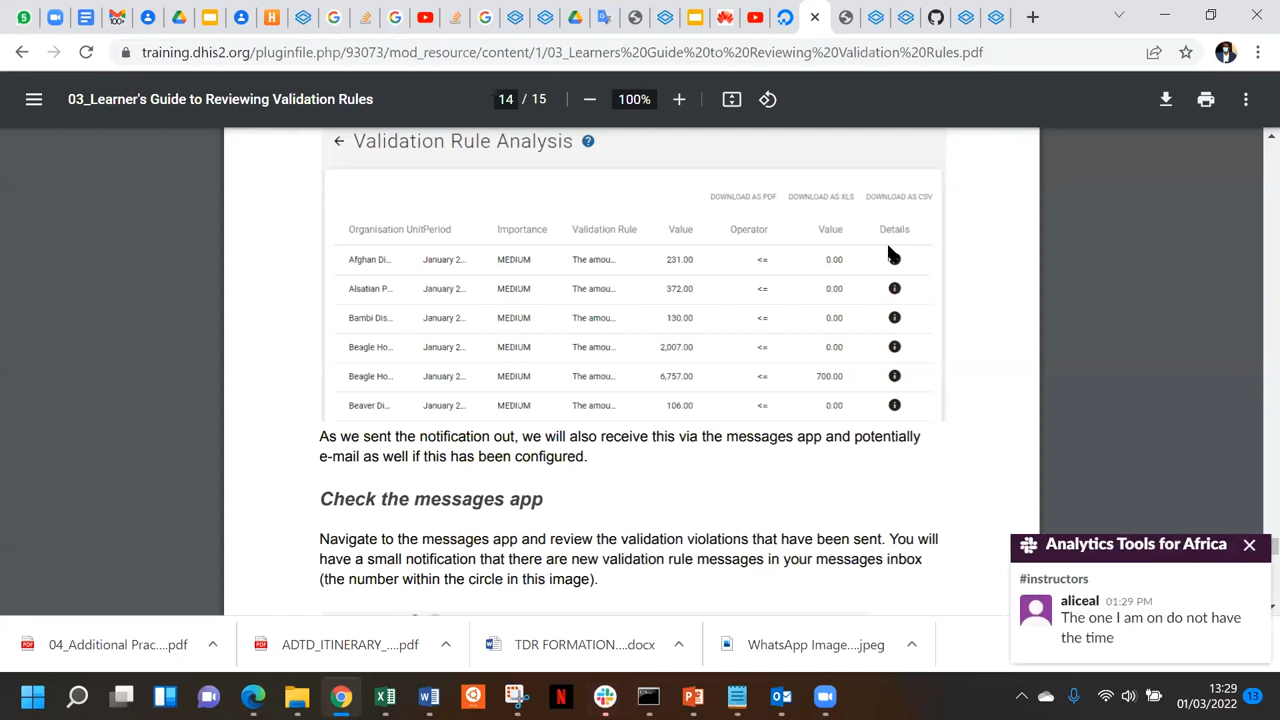 training.dhis2.org/pluginfile.php/93073/mod_resource/content/1/03_Learners%20Guide%20to%20Reviewing%20Validation%20Rules.pdf
03_Learner's Guide to Reviewing Validation Rules
14 / 15
100%
Validation Rule Analysis
DOWNLOAD AS PDF DOWNLOAD AS XLS DOWNLOAD AS CSV
Organisation Unit Period Importance Validation Rule Value Operator Value Details
Afghan Di... January 2... MEDIUM The amou... 231.00 <= 0.00
Alsatian P... January 2... MEDIUM The amou... 372.00 <= 0.00
Bambi Dis... January 2... MEDIUM The amou... 130.00 <= 0.00
Beagle Ho... January 2... MEDIUM The amou... 2,007.00 <= 0.00
Beagle Ho... January 2... MEDIUM The amou... 6,757.00 <= 700.00
Beaver Di... January 2... MEDIUM The amou... 106.00 <= 0.00
As we sent the notification out, we will also receive this via the messages app and potentially
e-mail as well if this has been configured.
Check the messages app
Navigate to the messages app and review the validation violations that have been sent. You will
have a small notification that there are new validation rule messages in your messages inbox
(the number within the circle in this image).
Analytics Tools for Africa
#instructors
aliceal 01:29 PM
The one I am on do not have
the time
04_Additional Prac....pdf
ADTD_ITINERARY_....pdf
TDR FORMATION....docx
WhatsApp Image....jpeg
13:29
01/03/2022
13